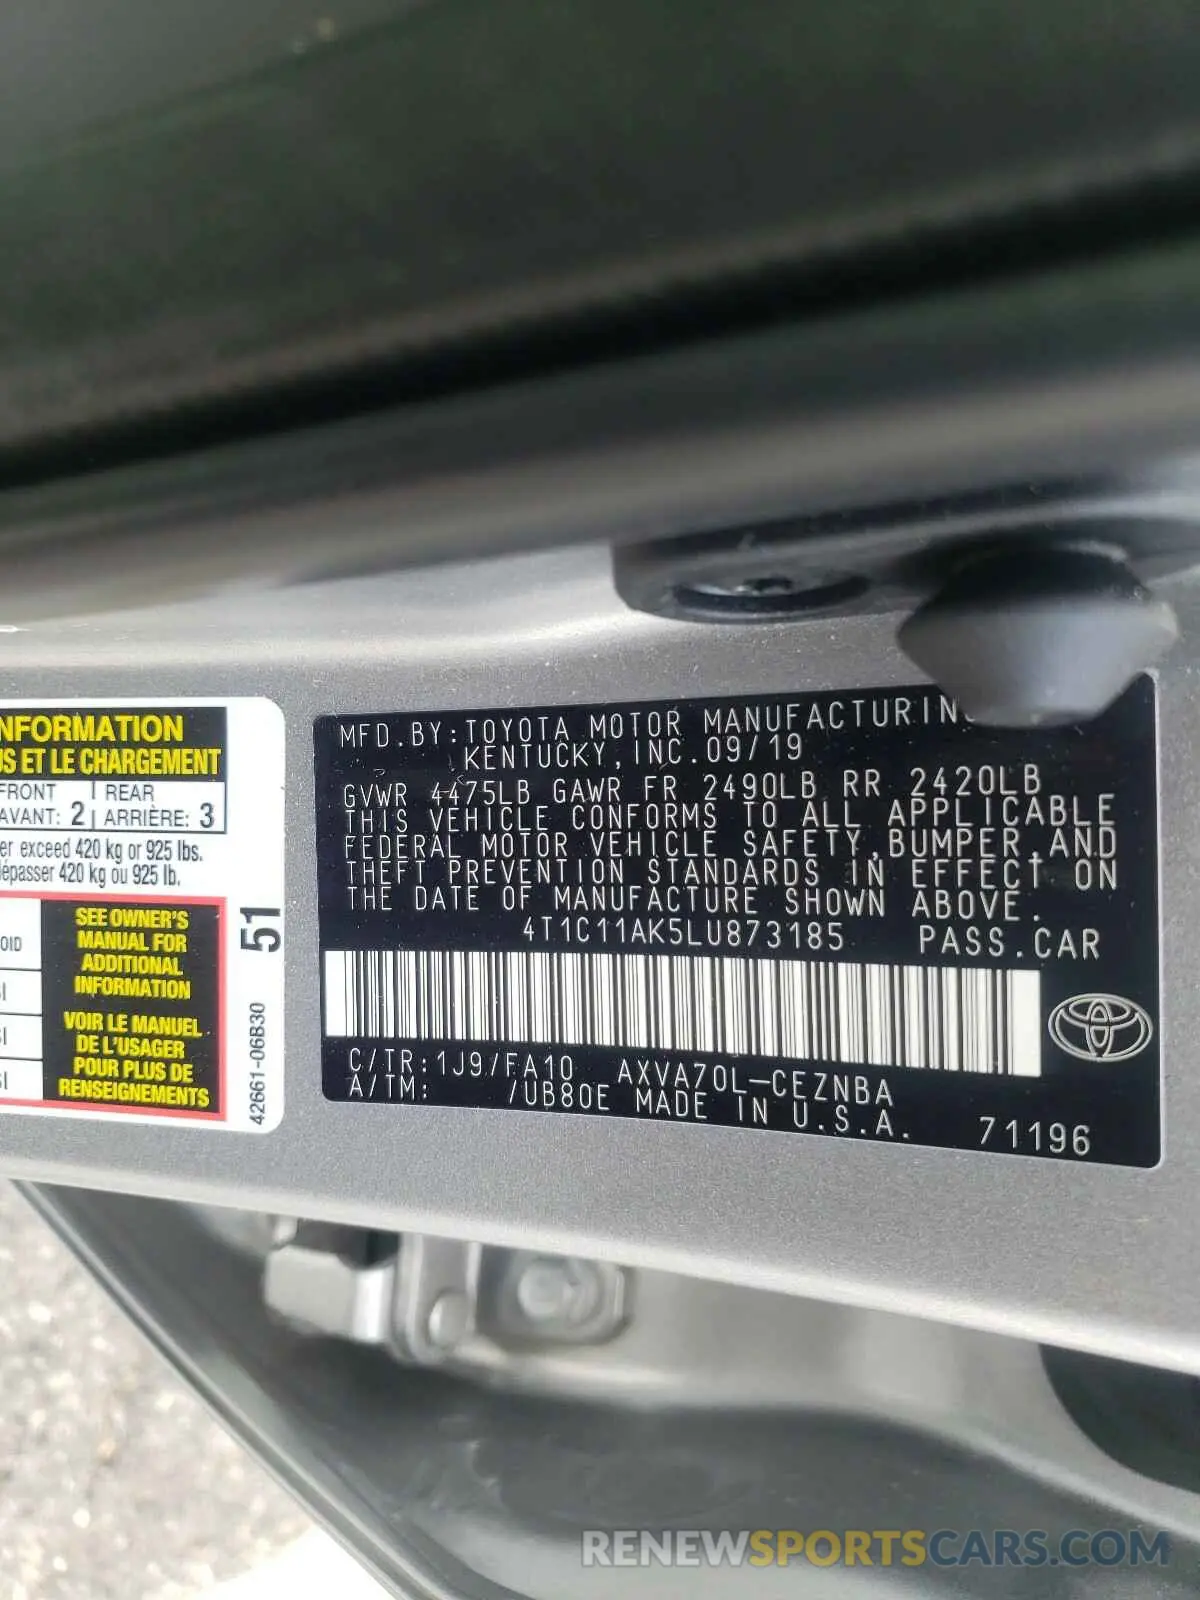 NFORMATION
S ET LE CHARGEMENT
FRONT REAR
AVANT: 2 ARRIÈRE: 3
er exceed 420 kg or 925 lbs.
dépasser 420 kg ou 925 lb.
OID
SEE OWNER'S
MANUAL FOR
ADDITIONAL
INFORMATION
VOIR LE MANUEL
DE L'USAGER
POUR PLUS DE
RENSEIGNEMENTS
51
42661-06B30
MFD.BY:TOYOTA MOTOR MANUFACTURIN
KENTUCKY,INC.09/19
GVWR 4475LB GAWR FR 2490LB RR 2420LB
THIS VEHICLE CONFORMS TO ALL APPLICABLE
FEDERAL MOTOR VEHICLE SAFETY,BUMPER,AND
THEFT PREVENTION STANDARDS IN EFFECT ON
THE DATE OF MANUFACTURE SHOWN ABOVE.
4T1C11AK5LU873185 PASS.CAR
C/TR:1J9/FA10 AXVA70L-CEZNBA
A/TM: /UB80E MADE IN U.S.A.
71196
RENEWSPORTSCARS.COM